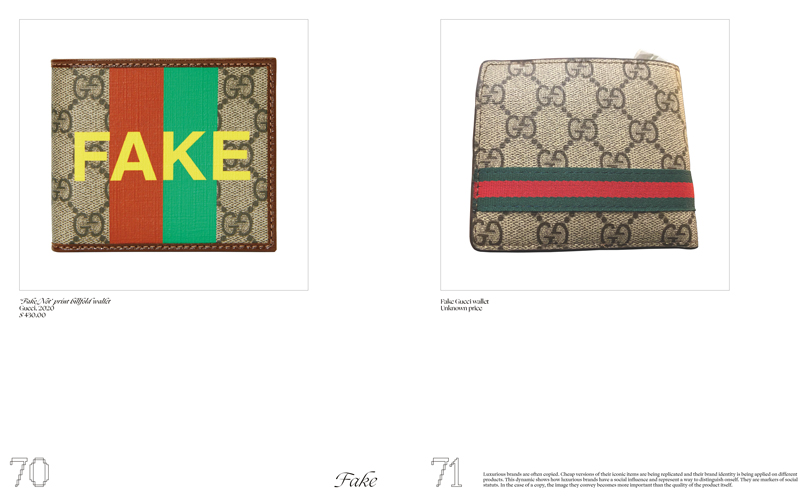 FAKE
'Fake Not' print billfold wallet
Gucci, 2020
$ 430.00
Fake Gucci wallet
Unknown price
70
Fake
71
Luxurious brands are often copied. Cheap versions of their iconic items are being replicated and their brand identity is being applied on different
products. This dynamic shows how luxurious brands have a social influence and represent a way to distinguish onself. They are markers of social
statuts. In the case of a copy, the image they convey becomes more important than the quality of the product itself.